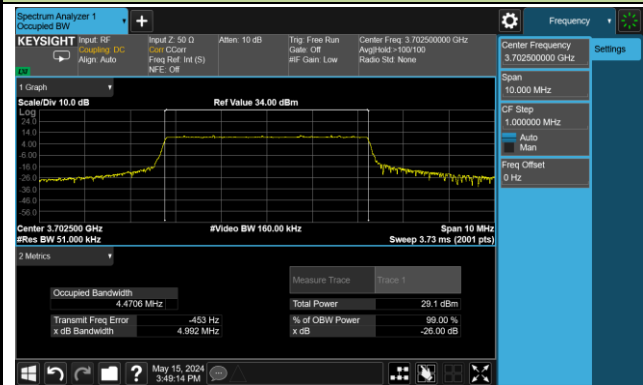 Spectrum Analyzer 1
Occupied BW
Frequency
KEYSIGHT
Input: RF
Coupling: DC
Align: Auto
Input Z: 50 Ω
Corr CCorr
Freq Ref: Int (S)
NFE: Off
Atten: 10 dB
Trig: Free Run
Gate: Off
#IF Gain: Low
Center Freq: 3.702500000 GHz
Avg|Hold:>100/100
Radio Std: None
Center Frequency
3.702500000 GHz
Settings
Span
10.000 MHz
CF Step
1.000000 MHz
Auto
Man
Freq Offset
0 Hz
1 Graph
Scale/Div 10.0 dB
Ref Value 34.00 dBm
Log
24.0
14.0
4.00
-6.00
-16.0
-26.0
-36.0
-46.0
-56.0
Center 3.702500 GHz
#Video BW 160.00 kHz
Span 10 MHz
#Res BW 51.000 kHz
Sweep 3.73 ms (2001 pts)
2 Metrics
Measure Trace
Trace 1
Occupied Bandwidth
4.4706 MHz
Total Power
29.1 dBm
Transmit Freq Error
-453 Hz
% of OBW Power
99.00 %
x dB Bandwidth
4.992 MHz
x dB
-26.00 dB
May 15, 2024
3:49:14 PM